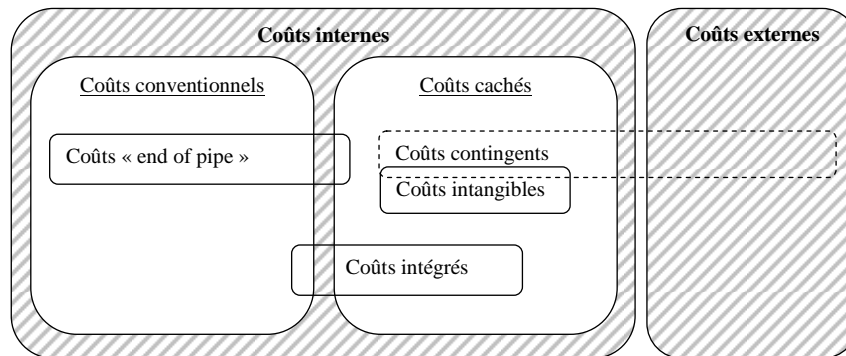 Coûts internes
Coûts externes
Coûts conventionnels
Coûts cachés
Coûts « end of pipe »
Coûts contingents
Coûts intangibles
Coûts intégrés